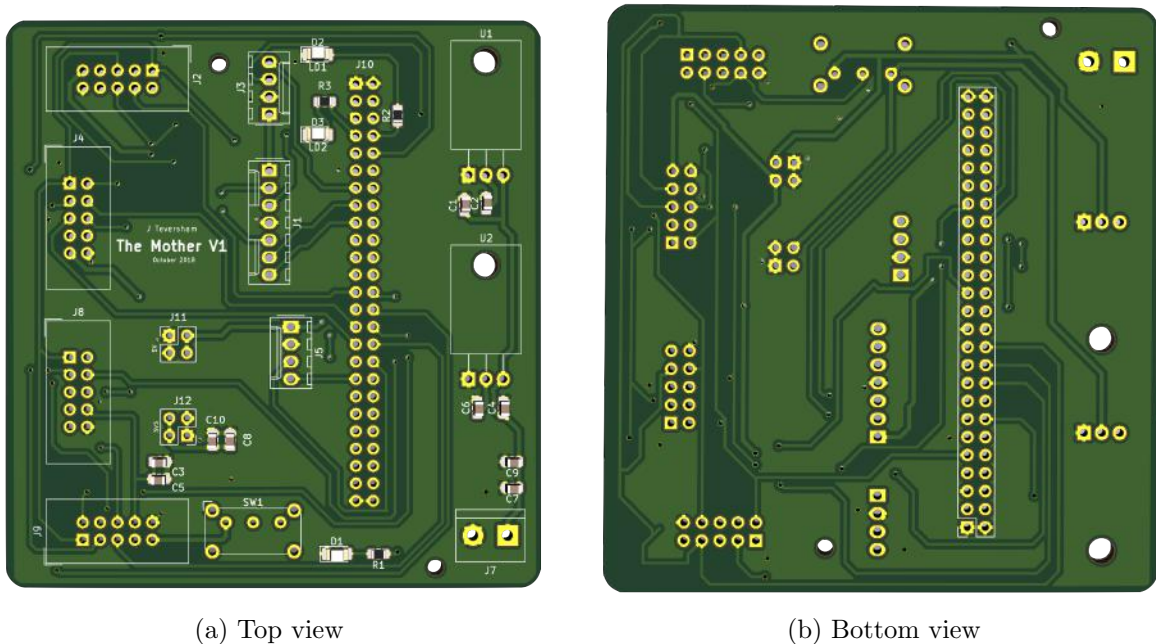 D2
LD1
U1
J10
J2
J3
R3
R2
D3
LD2
J4
C1
J1
J Teversham
The Mother V1
October 2018
U2
J8
J11
J5
C6
C4
J12
3V3
C10
C8
C3
C5
C9
C7
SW1
J9
D1
R1
J7
(a) Top view
(b) Bottom view